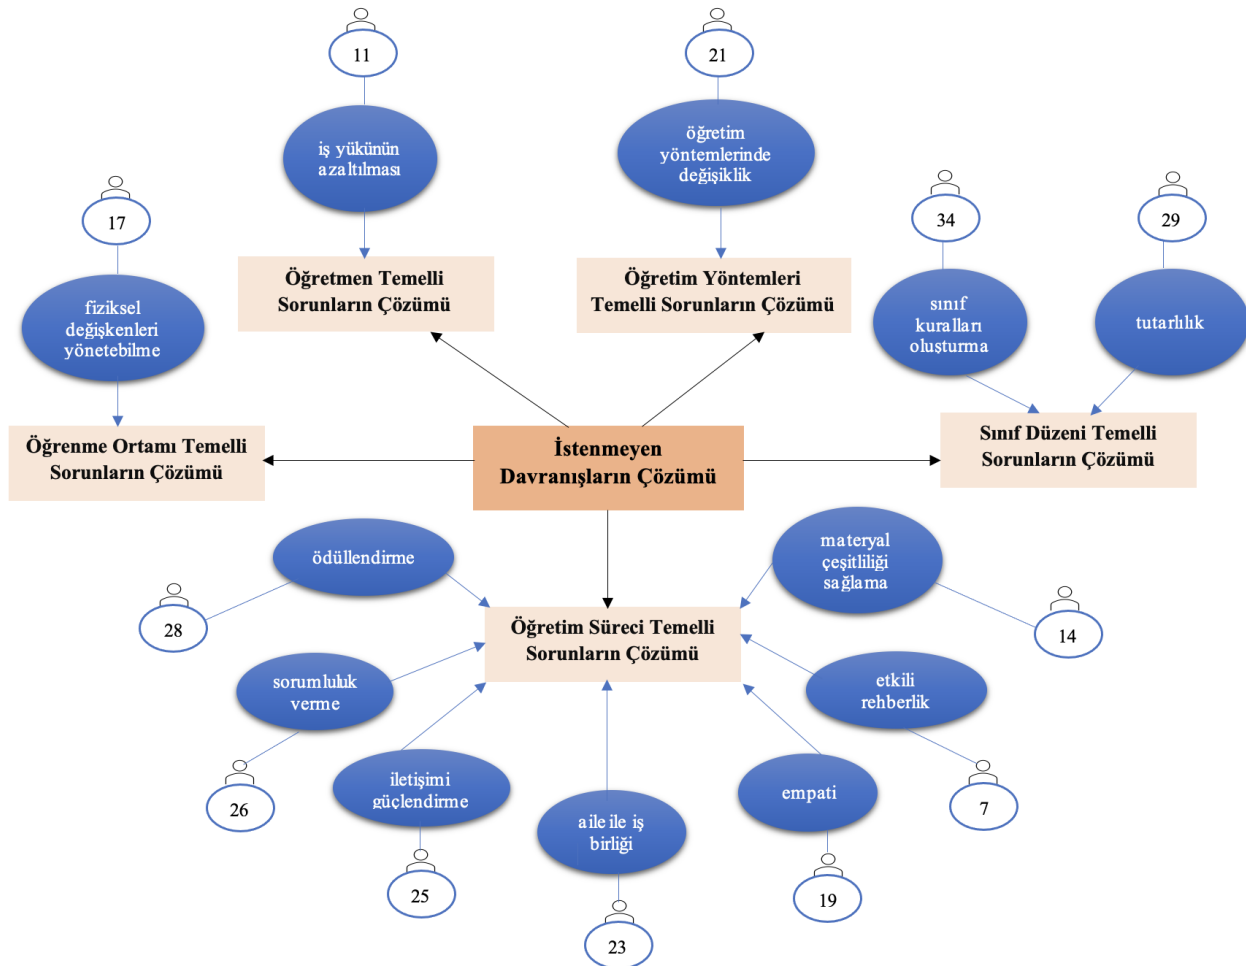 11
21
iş yükünün
azaltılması
öğretim
yöntemlerinde
değişiklik
17
34
29
Öğretmen Temelli
Sorunların Çözümü
Öğretim Yöntemleri
Temelli Sorunların Çözümü
fiziksel
değişkenleri
yönetebilme
sınıf
kuralları
oluşturma
tutarlılık
Öğrenme Ortamı Temelli
Sorunların Çözümü
İstenmeyen
Davranışların Çözümü
Sınıf Düzeni Temelli
Sorunların Çözümü
ödüllendirme
materyal
çeşitliliği
sağlama
28
14
Öğretim Süreci Temelli
Sorunların Çözümü
sorumluluk
verme
etkili
rehberlik
iletişimi
güçlendirme
empati
26
7
aile ile iş
birliği
25
19
23